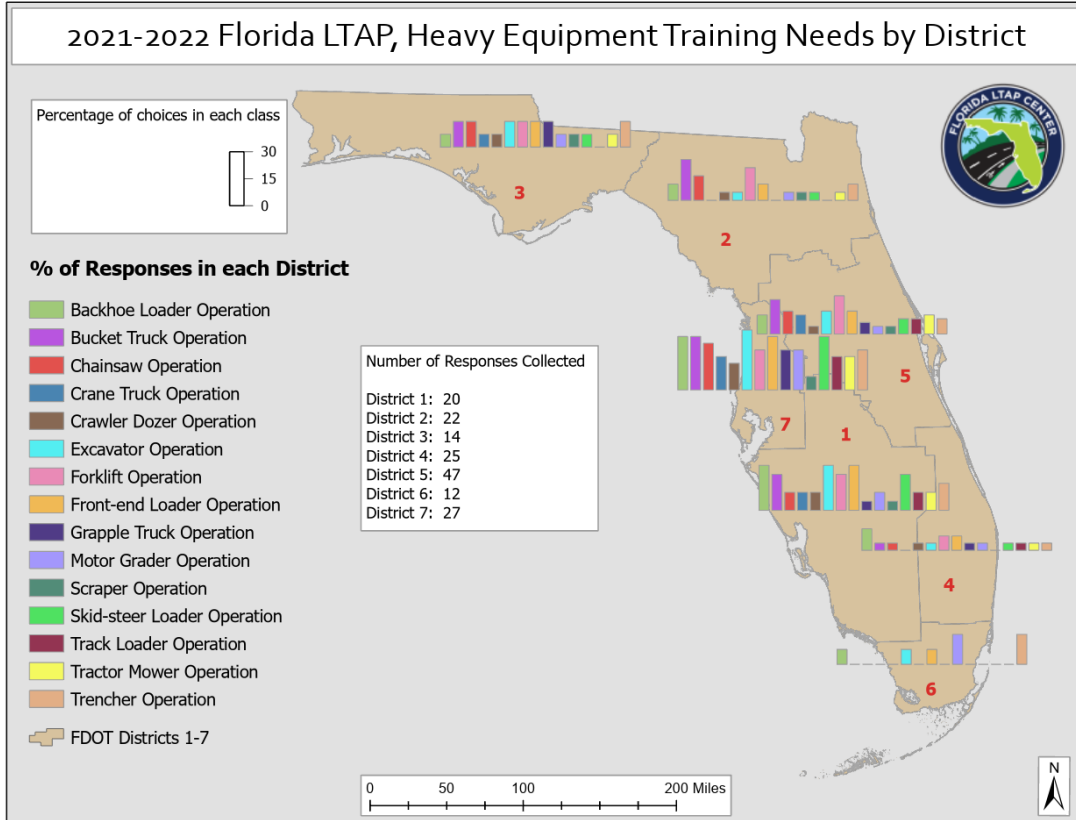 2021-2022 Florida LTAP, Heavy Equipment Training Needs by District
Percentage of choices in each class
30
15
0
FLORIDA LTAP CENTER
3
2
% of Responses in each District
Backhoe Loader Operation
Bucket Truck Operation
Chainsaw Operation
Crane Truck Operation
Crawler Dozer Operation
Excavator Operation
Forklift Operation
Front-end Loader Operation
Grapple Truck Operation
Motor Grader Operation
Scraper Operation
Skid-steer Loader Operation
Track Loader Operation
Tractor Mower Operation
Trencher Operation
FDOT Districts 1-7
Number of Responses Collected
District 1: 20
District 2: 22
District 3: 14
District 4: 25
District 5: 47
District 6: 12
District 7: 27
5
7
1
4
6
0 50 100 200 Miles
N